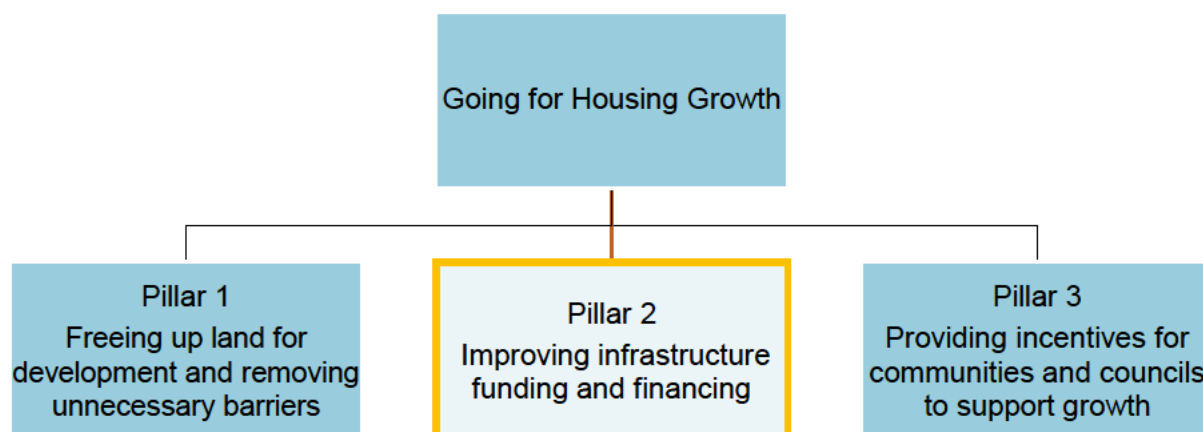 Going for Housing Growth
Pillar 1
Freeing up land for
development and removing
unnecessary barriers
Pillar 2
Improving infrastructure
funding and financing
Pillar 3
Providing incentives for
communities and councils
to support growth